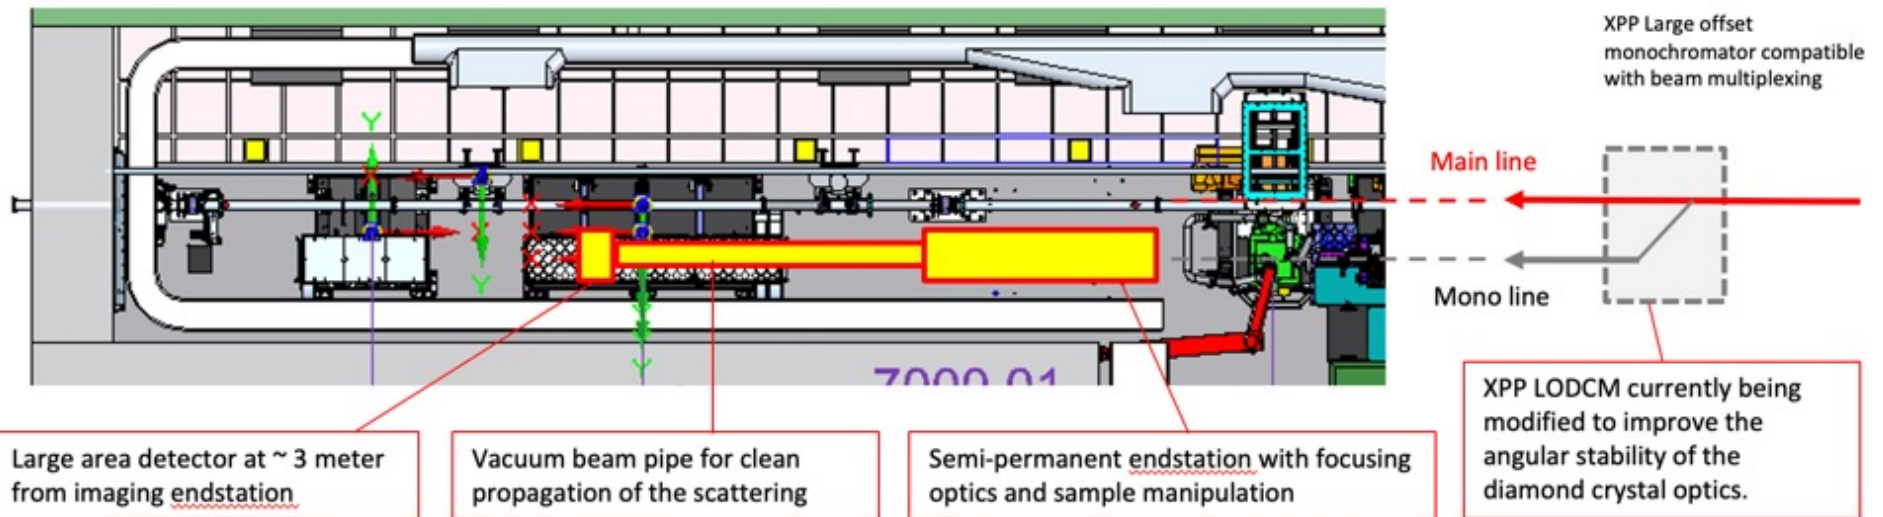 XPP Large offset
monochromator compatible
with beam multiplexing
Main line
Mono line
Y
X
X
X
X
X
Y
Y
Large area detector at ~ 3 meter
from imaging endstation
Vacuum beam pipe for clean
propagation of the scattering
Semi-permanent endstation with focusing
optics and sample manipulation
XPP LODCM currently being
modified to improve the
angular stability of the
diamond crystal optics.